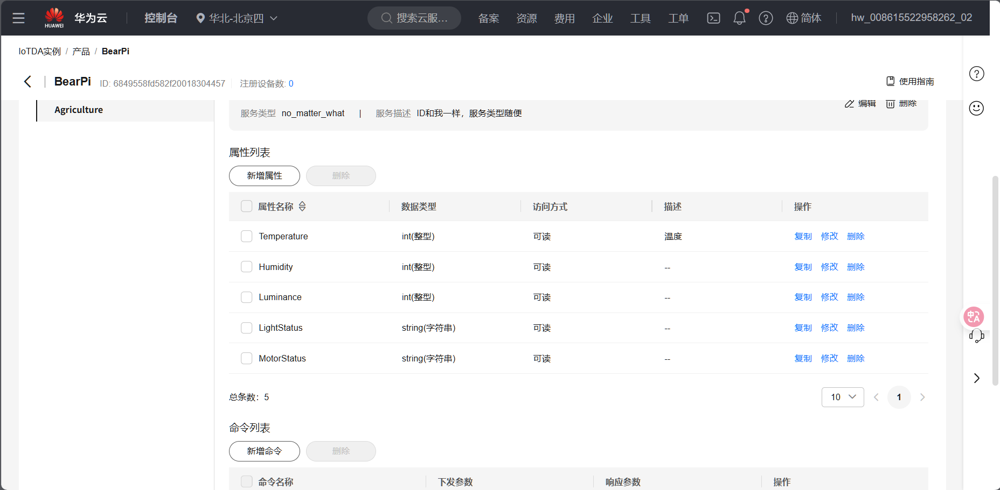 HUAWEI
华为云
控制台
华北-北京四
搜索云服...
备案
资源
费用
企业
工具
工单
简体
hw_008615522958262_02
IoTDA实例 / 产品 / BearPi
BearPi ID: 6849558fd582f20018304457 注册设备数: 0
使用指南
Agriculture
编辑 删除
服务类型 no_matter_what | 服务描述 ID和我一样，服务类型随便
属性列表
新增属性 删除
属性名称 数据类型 访问方式 描述 操作
Temperature int(整型) 可读 温度 复制 修改 删除
Humidity int(整型) 可读 -- 复制 修改 删除
Luminance int(整型) 可读 -- 复制 修改 删除
LightStatus string(字符串) 可读 -- 复制 修改 删除
MotorStatus string(字符串) 可读 -- 复制 修改 删除
总条数：5
10 1
命令列表
新增命令 删除
命令名称 下发参数 响应参数 操作
中A